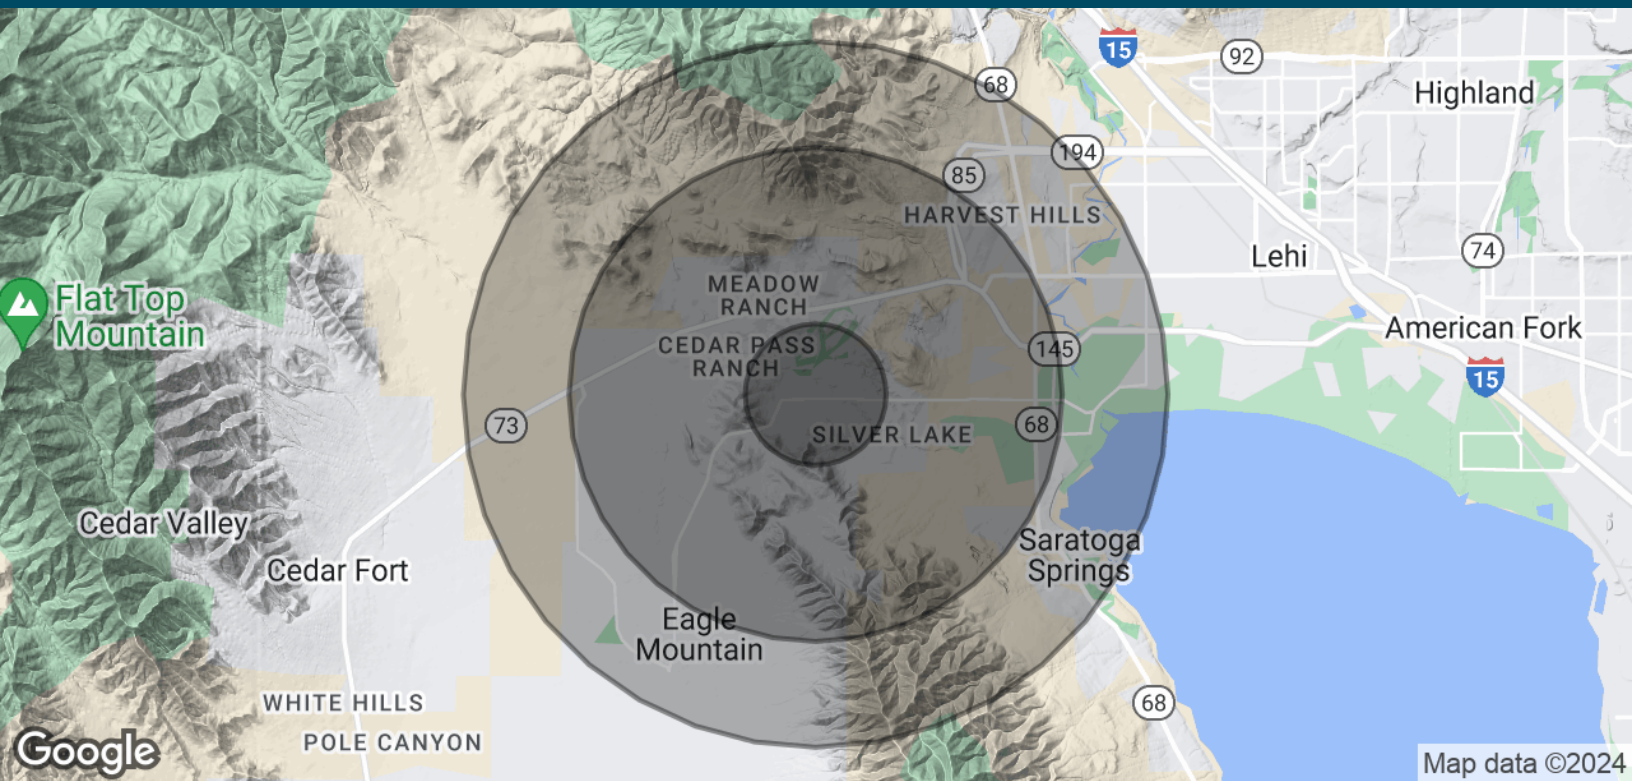 15
92
68
Highland
194
85
HARVEST HILLS
74
Lehi
MEADOW
RANCH
Flat Top
Mountain
American Fork
CEDAR PASS
RANCH
145
15
73
68
SILVER LAKE
Cedar Valley
Saratoga
Springs
Cedar Fort
Eagle
Mountain
WHITE HILLS
68
POLE CANYON
Google
Map data ©2024